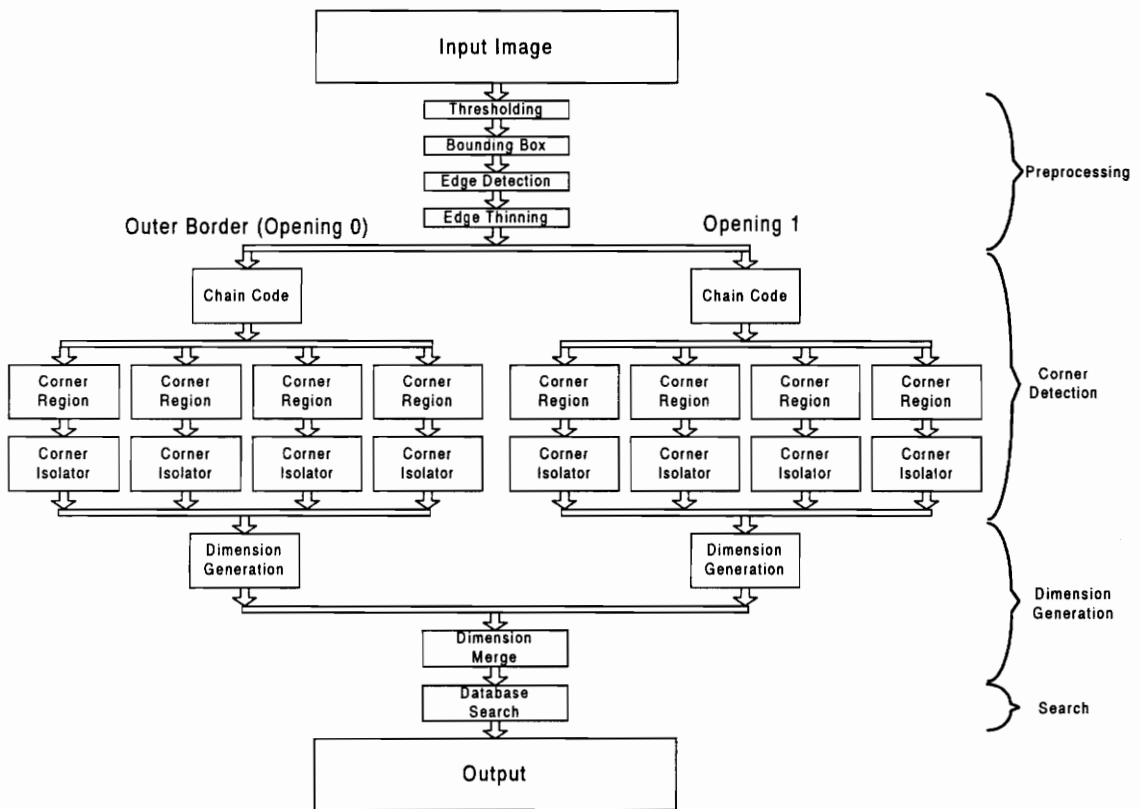 Input Image
Thresholding
Bounding Box
Edge Detection
Edge Thinning
Preprocessing
Outer Border (Opening 0)
Opening 1
Chain Code
Chain Code
Corner
Region
Corner
Region
Corner
Region
Corner
Region
Corner
Region
Corner
Region
Corner
Region
Corner
Region
Corner
Detection
Corner
Isolator
Corner
Isolator
Corner
Isolator
Corner
Isolator
Corner
Isolator
Corner
Isolator
Corner
Isolator
Corner
Isolator
Dimension
Generation
Dimension
Generation
Dimension
Generation
Dimension
Merge
Database
Search
Search
Output